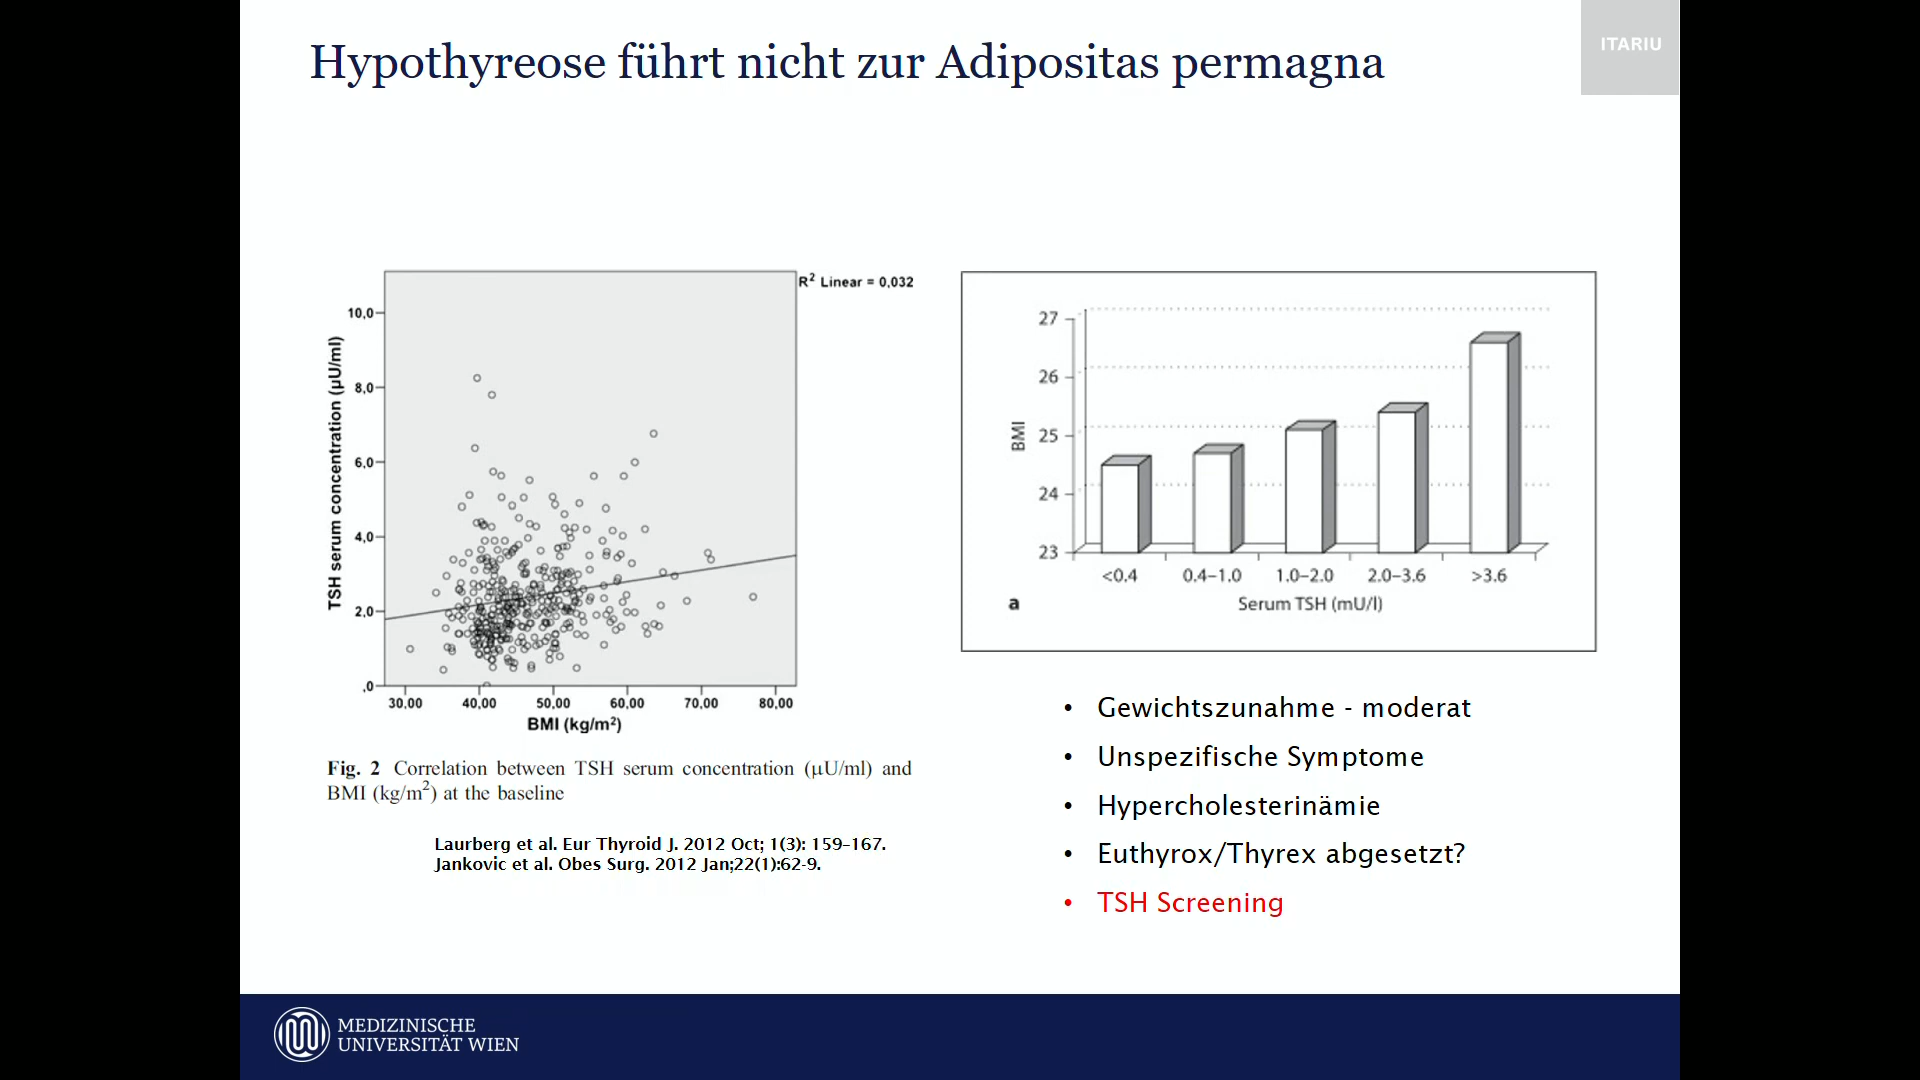 Hypothyreose führt nicht zur Adipositas permagna
ITARIU
R² Linear = 0,032
TSH serum concentration (µU/ml)
10,0
8,0
6,0
4,0
2,0
,0
30,00 40,00 50,00 60,00 70,00 80,00
BMI (kg/m²)
Fig. 2 Correlation between TSH serum concentration (µU/ml) and
BMI (kg/m²) at the baseline
Laurberg et al. Eur Thyroid J. 2012 Oct; 1(3): 159–167.
Jankovic et al. Obes Surg. 2012 Jan;22(1):62-9.
BMI
27
26
25
24
23
<0.4 0.4–1.0 1.0–2.0 2.0–3.6 >3.6
a
Serum TSH (mU/l)
• Gewichtszunahme - moderat
• Unspezifische Symptome
• Hypercholesterinämie
• Euthyrox/Thyrex abgesetzt?
• TSH Screening
MEDIZINISCHE
UNIVERSITÄT WIEN